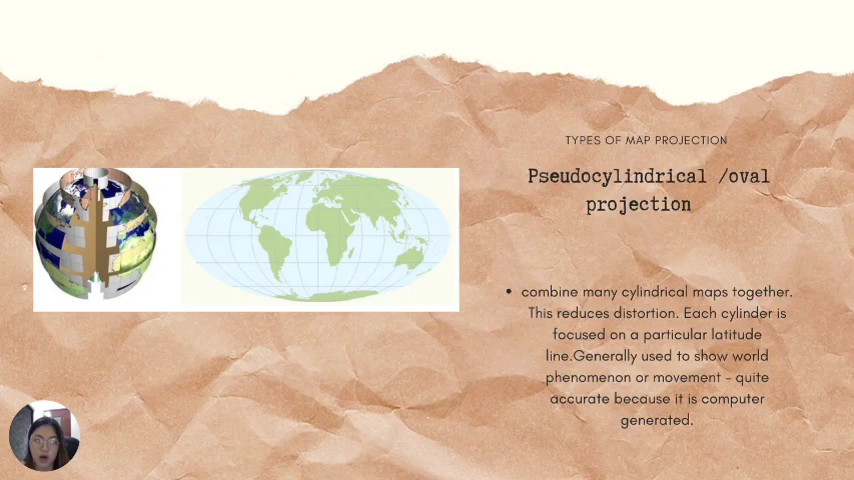 TYPES OF MAP PROJECTION
Pseudocylindrical /oval
projection
• combine many cylindrical maps together.
This reduces distortion. Each cylinder is
focused on a particular latitude
line.Generally used to show world
phenomenon or movement - quite
accurate because it is computer
generated.